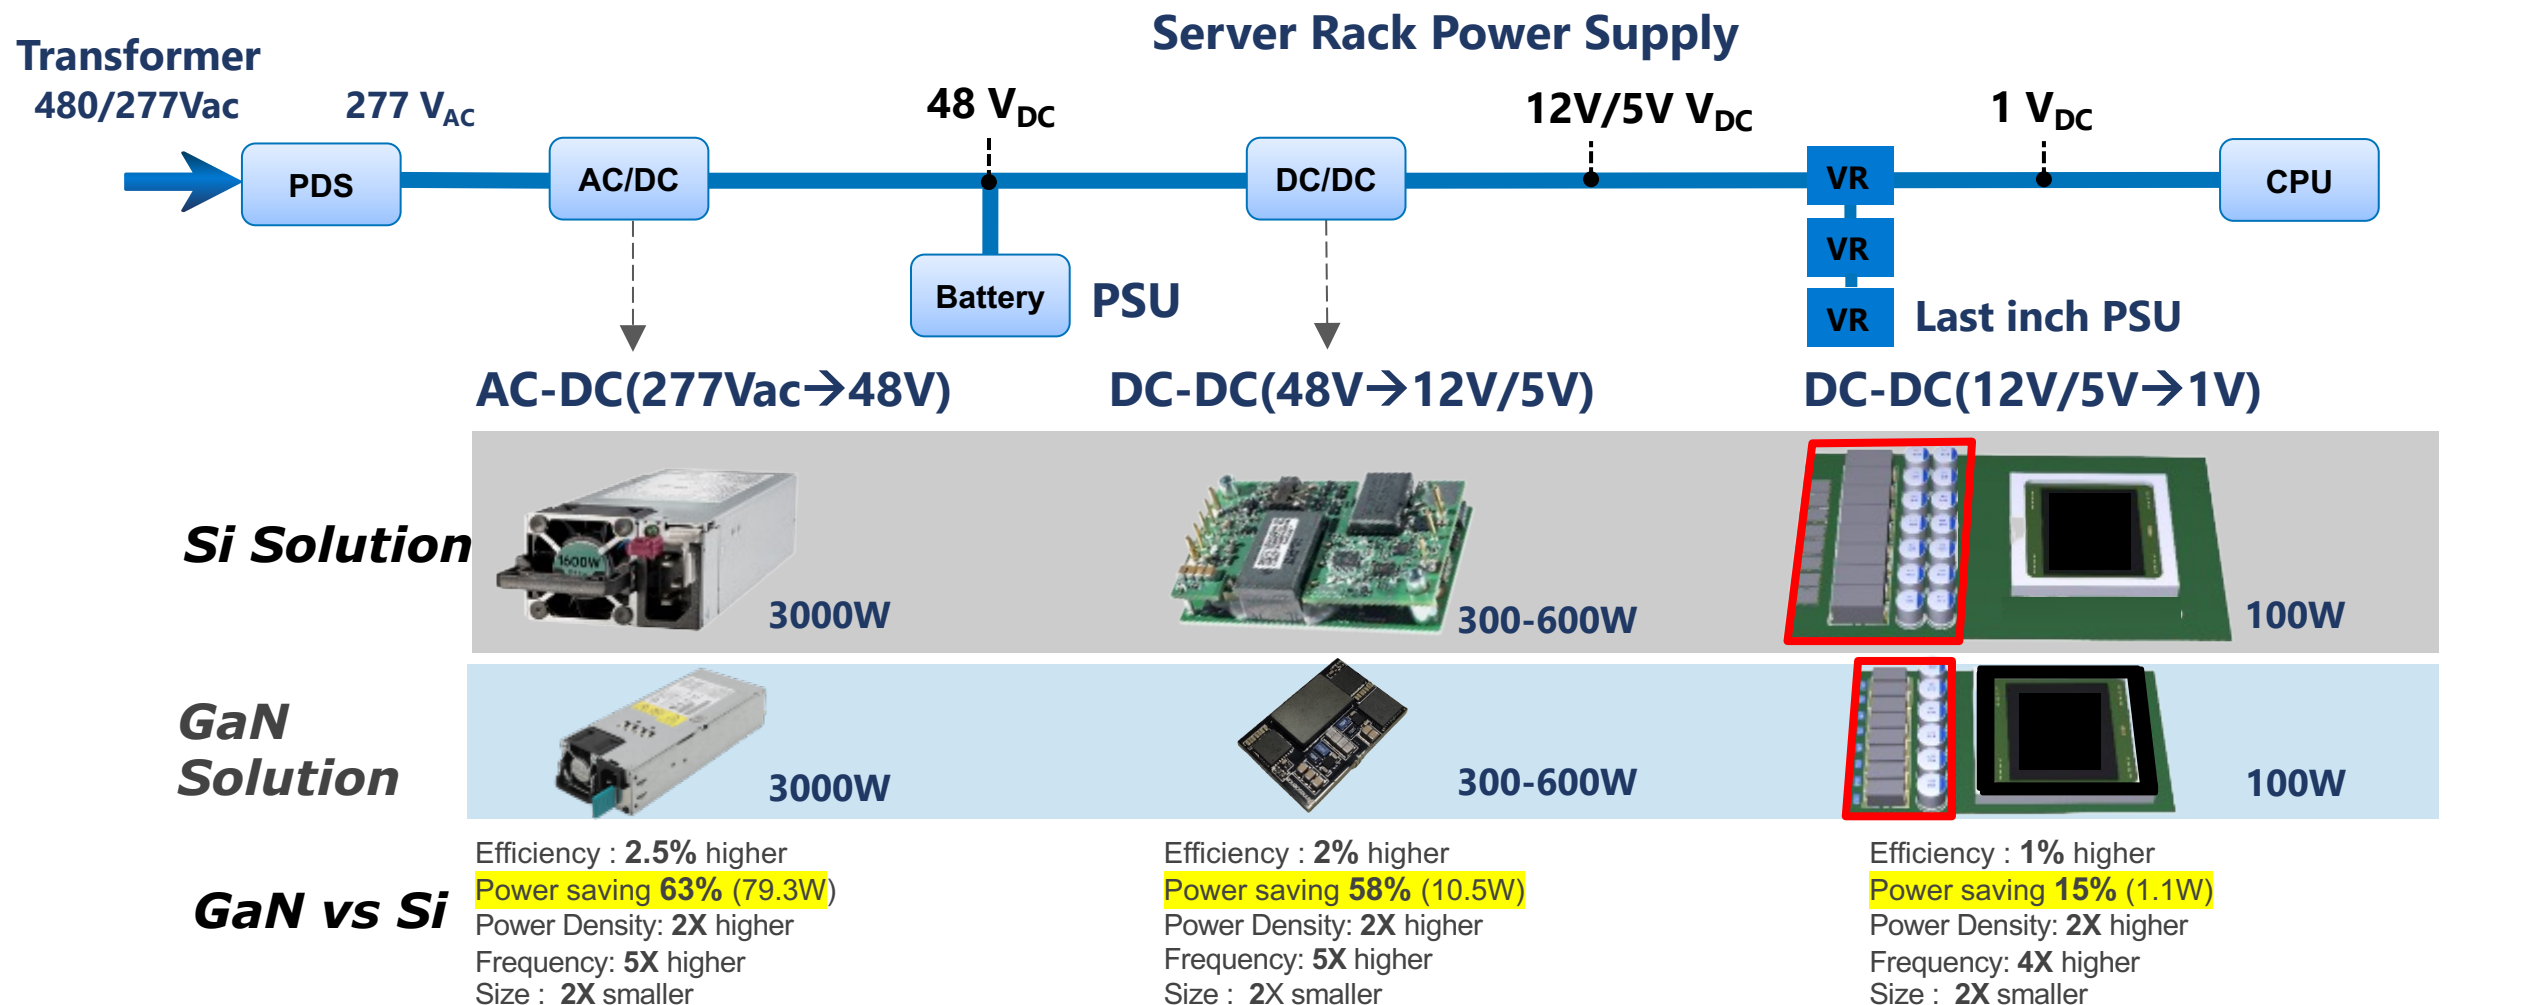 Server Rack Power Supply
Transformer
480/277Vac
277 VAC
48 VDC
12V/5V VDC
1 VDC
PDS
AC/DC
DC/DC
VR
CPU
VR
Battery
PSU
VR
Last inch PSU
AC-DC(277Vac→48V)
DC-DC(48V→12V/5V)
DC-DC(12V/5V→1V)
Si Solution
1600W
3000W
300-600W
100W
GaN
Solution
3000W
300-600W
100W
GaN vs Si
Efficiency : 2.5% higher
Power saving 63% (79.3W)
Power Density: 2X higher
Frequency: 5X higher
Size : 2X smaller
Efficiency : 2% higher
Power saving 58% (10.5W)
Power Density: 2X higher
Frequency: 5X higher
Size : 2X smaller
Efficiency : 1% higher
Power saving 15% (1.1W)
Power Density: 2X higher
Frequency: 4X higher
Size : 2X smaller